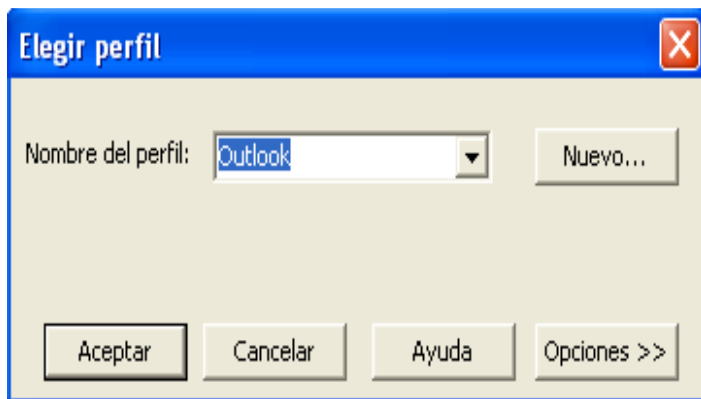 Elegir perfil
Nombre del perfil: Outlook Nuevo...
Aceptar Cancelar Ayuda Opciones >>